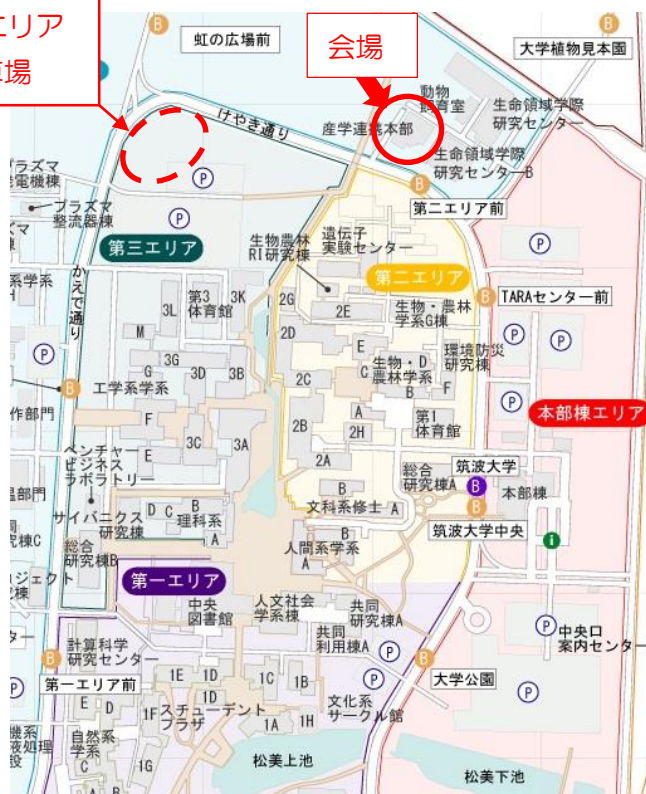 エリア
車場
虹の広場前
会場
大学植物見本園
けやき通り
動物
飼育室
産学連携本部
生命領域学際
研究センター
生命領域学際
研究センターB
プラズマ
発電機棟
プラズマ
整流器棟
P
P
第二エリア前
P
第三エリア
生物農林
RI研究棟
遺伝子
実験センター
第二エリア
TARAセンター前
かえで通り
3L
第3
体育館
3K
2G
2E
生物・農林
学系G棟
P
P
M
3G
G
3D
3B
2D
E
2C
C
生物・D
農林学系
環境防災
研究棟
P
工学系学系
B
F
A
P
本部棟エリア
作部門
F
3C
3A
2B
2H
第1
体育館
E
ベンチャー
ビジネス
ラボラトリー
2A
総合
研究棟A
筑波大学
B
本部棟
B
文科系修士
A
D
C
B
理科系
A
サイバニクス
研究棟
筑波大学中央
総合
研究棟B
人間系学系
B
A
第一エリア
中央
図書館
人文社会
学系棟
共同
研究棟A
共同
利用棟A
P
P
P
中央口
案内センター
計算科学
研究センター
第一エリア前
大学公園
P
P
1E
1D
1D
1C
1B
E
D
1F
スチューデント
プラザ
1A
1H
文化系
サークル館
自然系
学系
C
1G
A
B
松美上池
松美下池